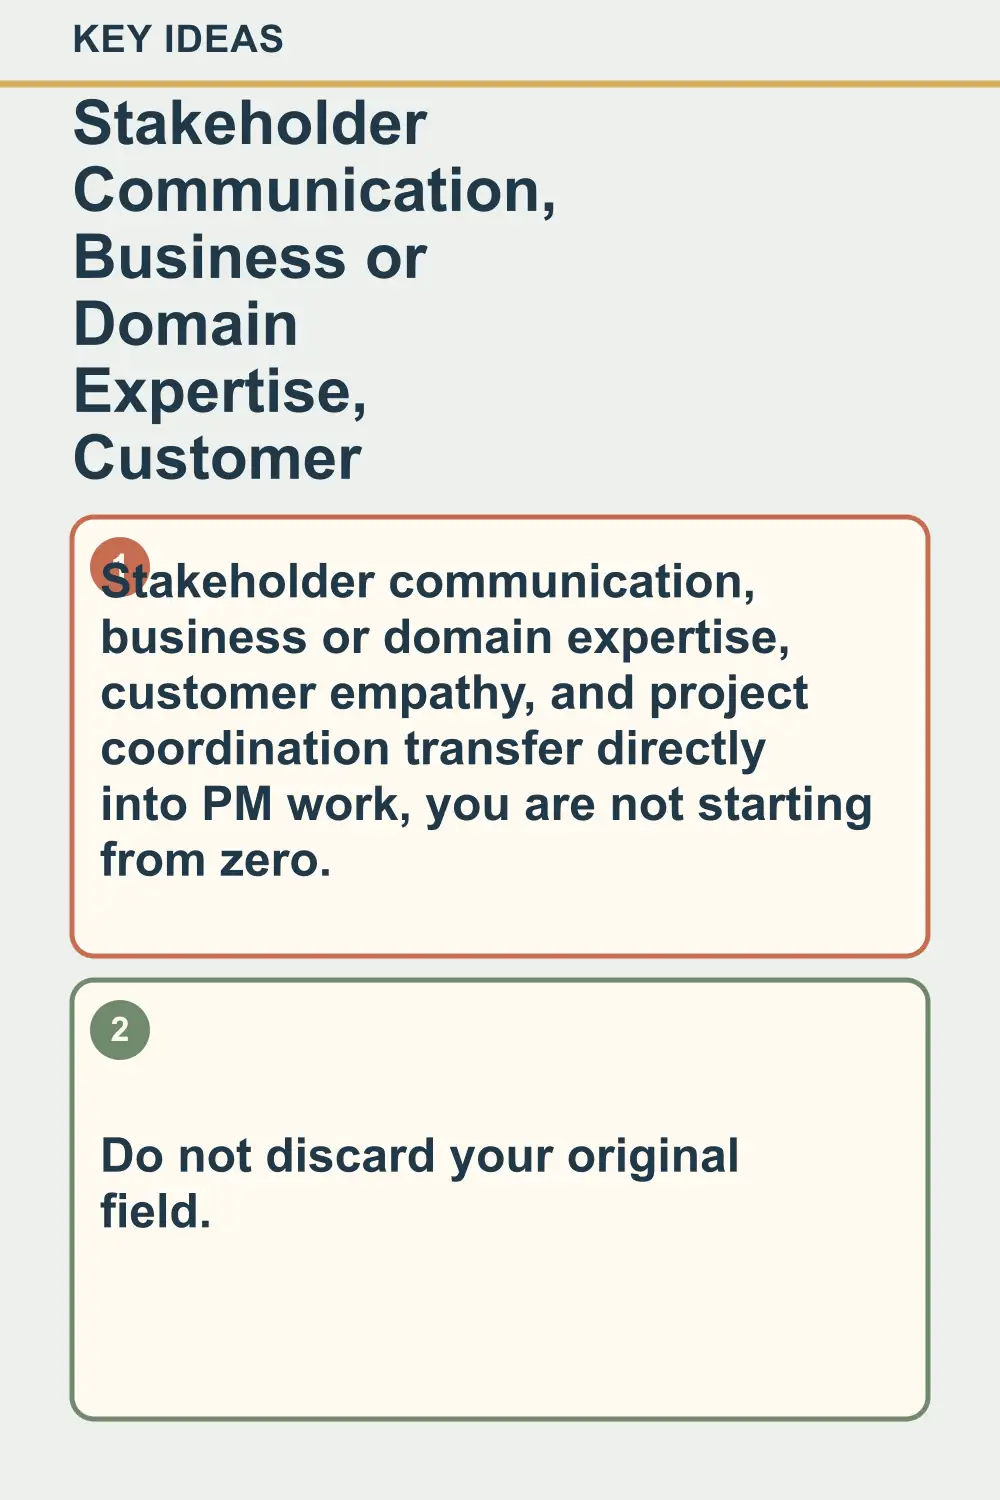 KEY IDEAS
Stakeholder
Communication,
Business or
Domain
Expertise,
Customer
1
Stakeholder communication,
business or domain expertise,
customer empathy, and project
coordination transfer directly
into PM work, you are not starting
from zero.
2
Do not discard your original
field.